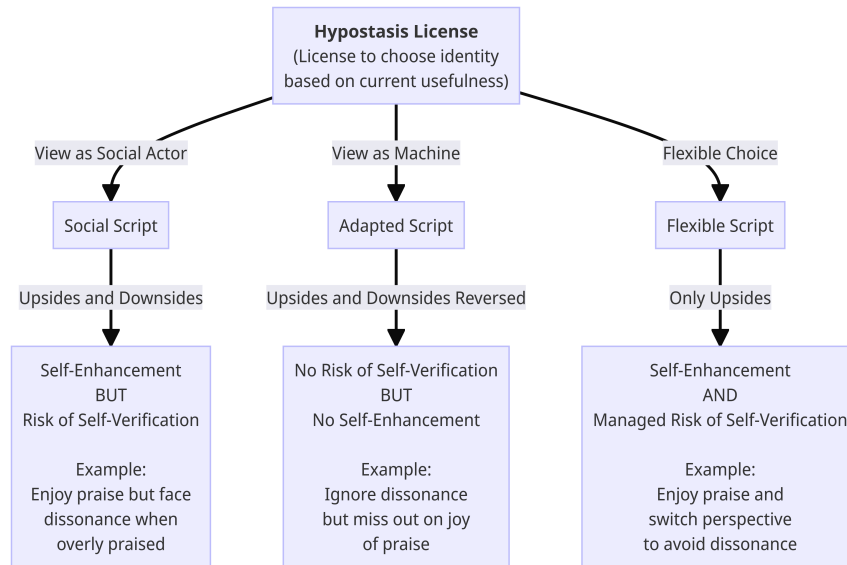 Hypostasis License
(License to choose identity
based on current usefulness)
View as Social Actor
View as Machine
Flexible Choice
Social Script
Adapted Script
Flexible Script
Upsides and Downsides
Upsides and Downsides Reversed
Only Upsides
Self-Enhancement
BUT
Risk of Self-Verification
Example:
Enjoy praise but face
dissonance when
overly praised
No Risk of Self-Verification
BUT
No Self-Enhancement
Example:
Ignore dissonance
but miss out on joy
of praise
Self-Enhancement
AND
Managed Risk of Self-Verification
Example:
Enjoy praise and
switch perspective
to avoid dissonance